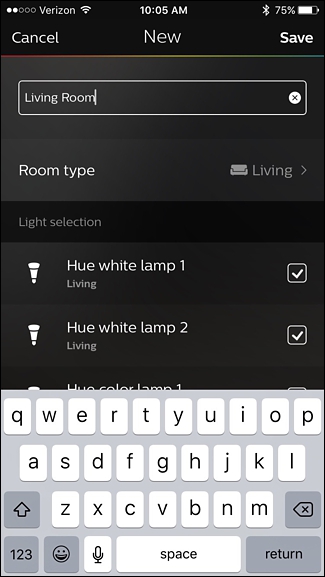 Verizon 10:05 AM 75%
Cancel New Save
Living Room
Room type Living
Light selection
Hue white lamp 1
Living
Hue white lamp 2
Living
Hue color lamp 1
q w e r t y u i o p
a s d f g h j k l
z x c v b n m
123 space return